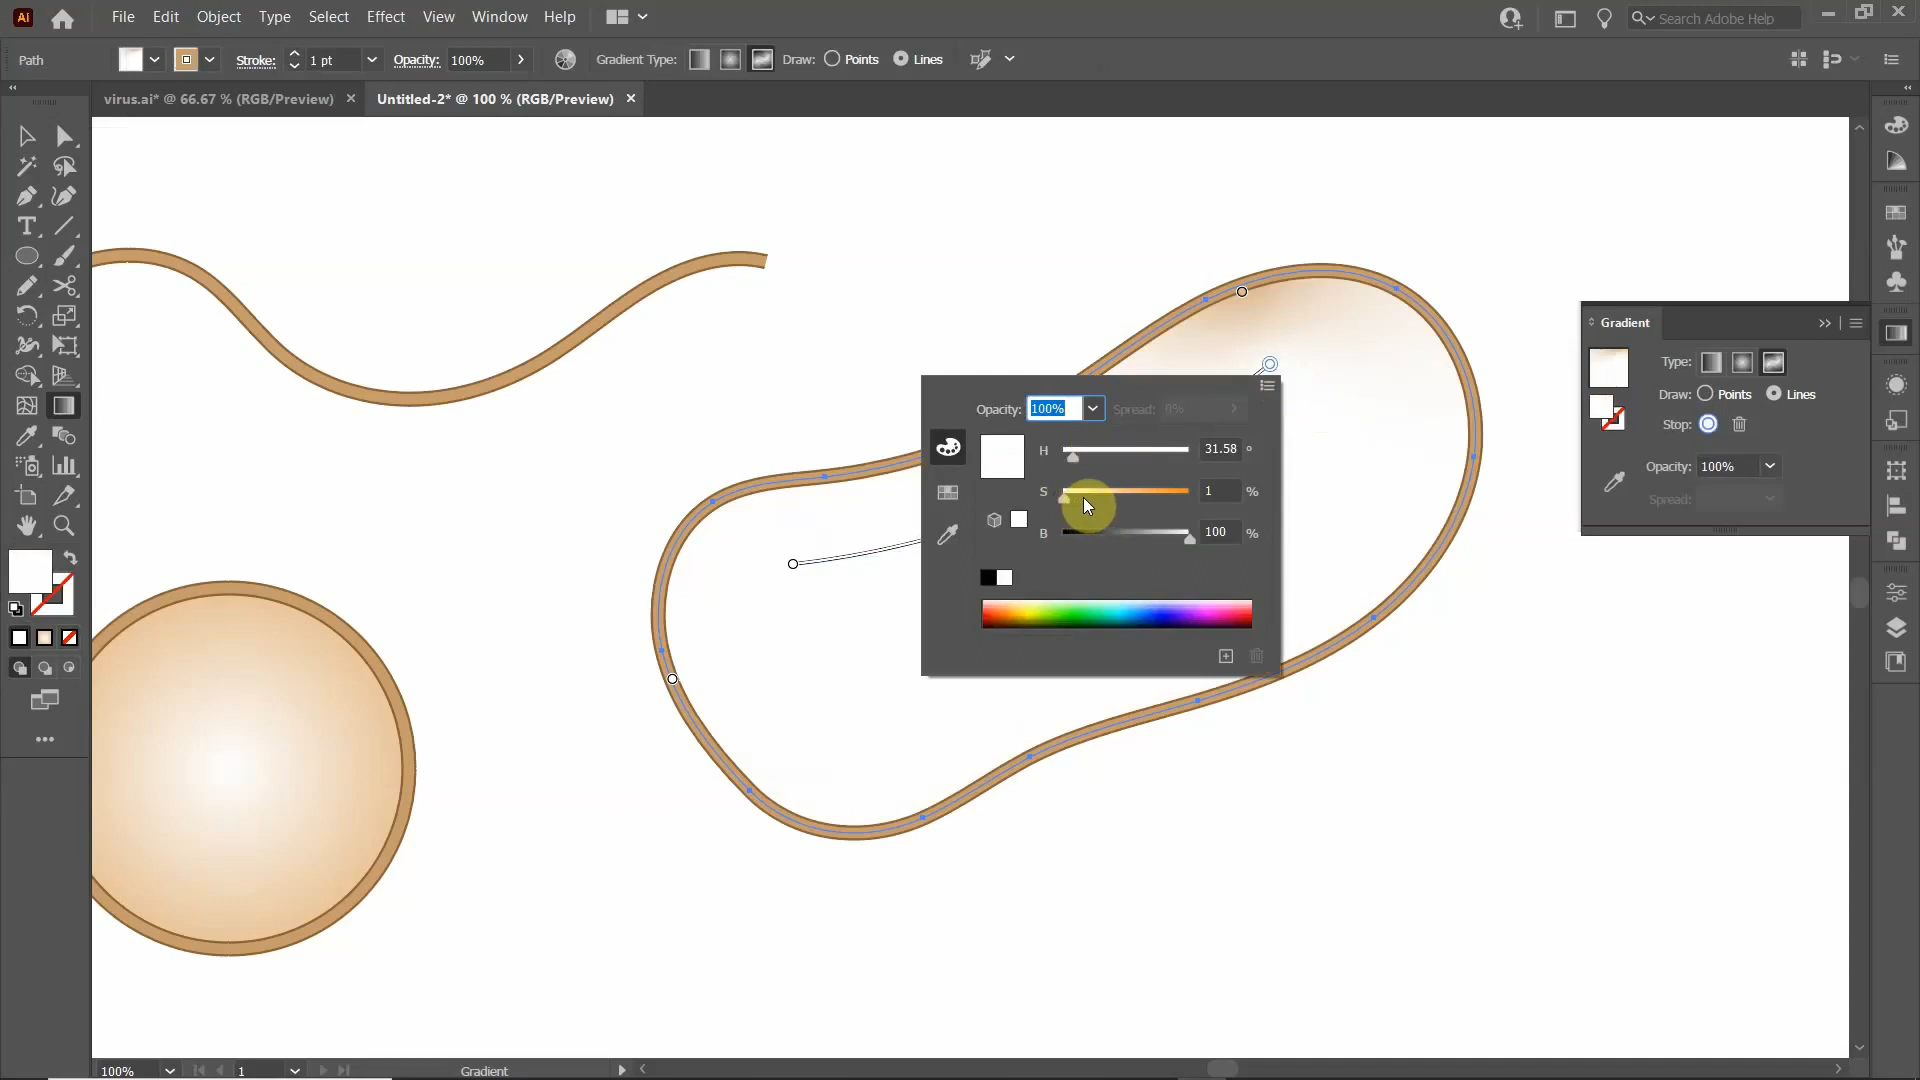 Ai File Edit Object Type Select Effect View Window Help Search Adobe Help
Path Stroke: 1 pt Opacity: 100% Gradient Type: Draw: Points Lines
virus.ai* @ 66.67 % (RGB/Preview) Untitled-2* @ 100 % (RGB/Preview)
Gradient
Type:
Draw: Points Lines
Stop:
Opacity: 100%
Spread:
Opacity: 100% Spread: 0%
H 31.58 °
S 1 %
B 100 %
100% 1 Gradient